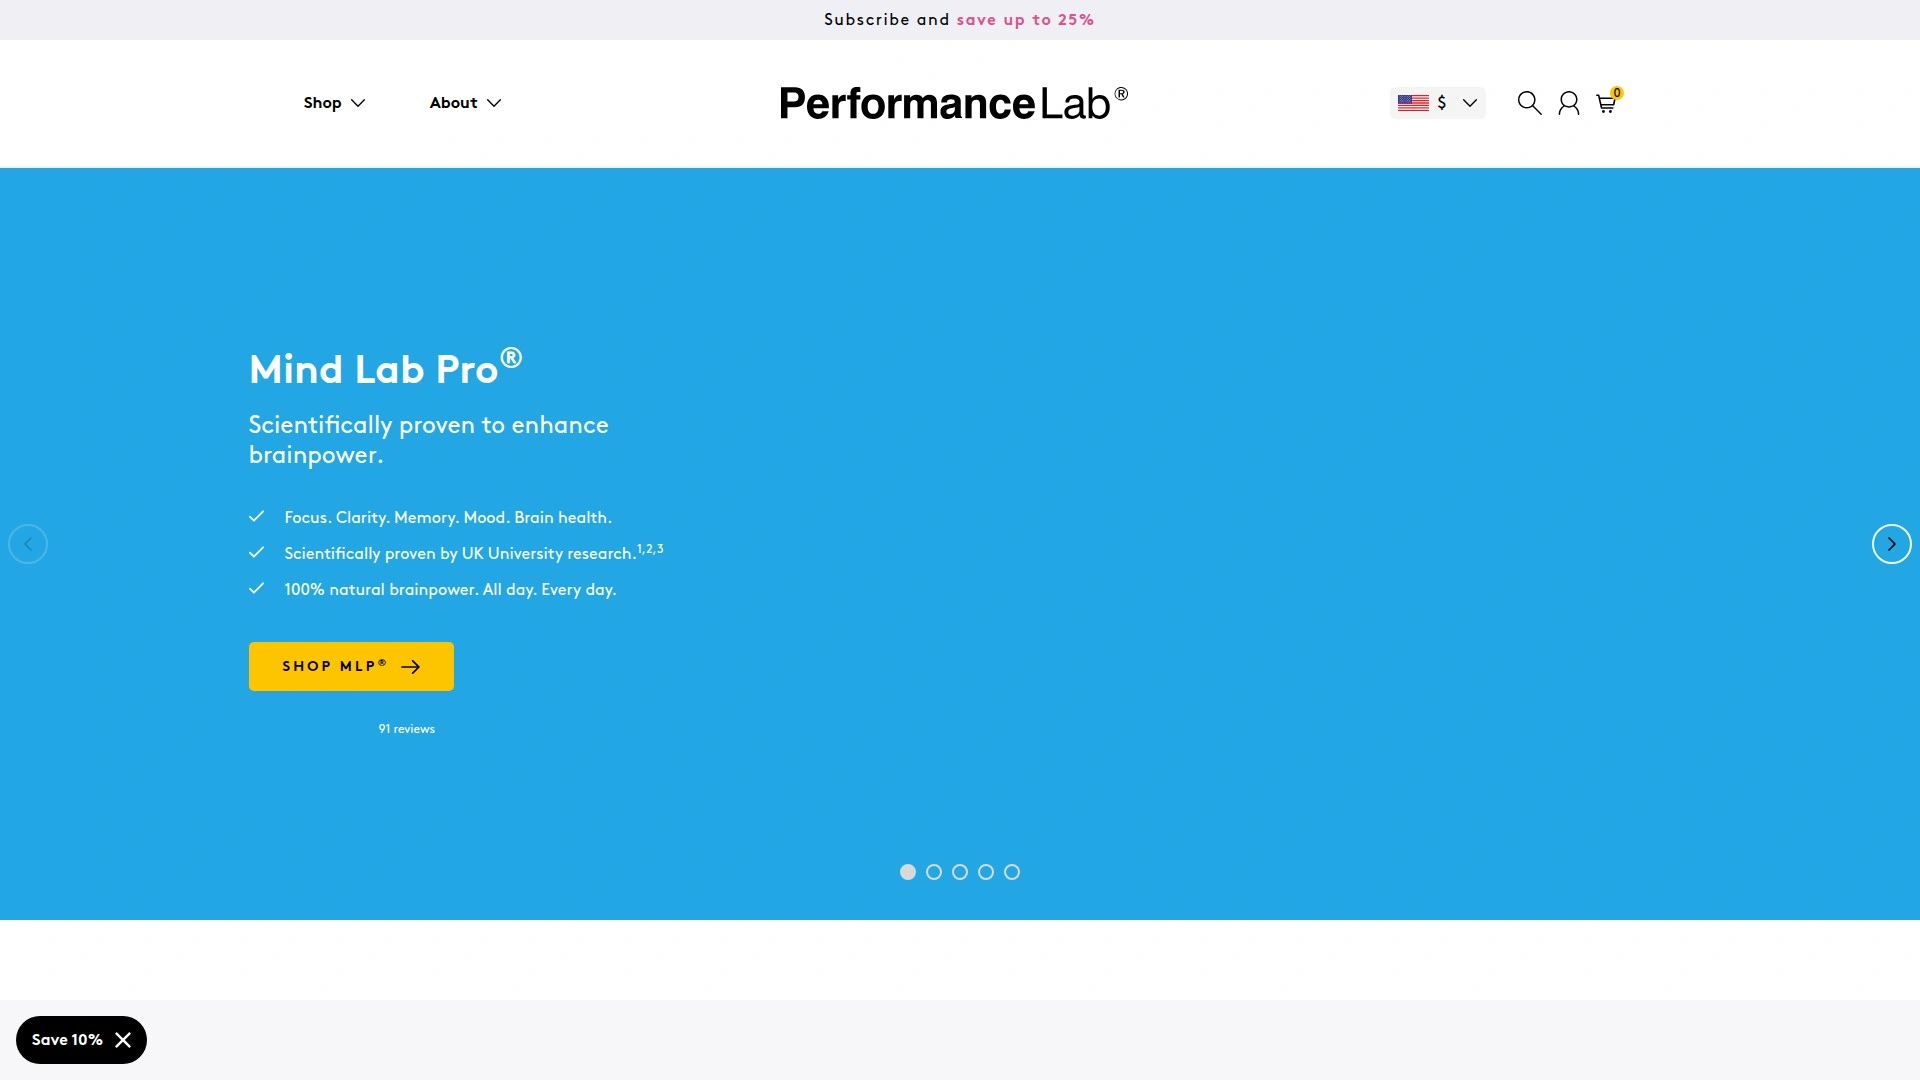 Subscribe and save up to 25%
Shop
About
PerformanceLab®
$
0
Mind Lab Pro®
Scientifically proven to enhance
brainpower.
Focus. Clarity. Memory. Mood. Brain health.
Scientifically proven by UK University research.1,2,3
100% natural brainpower. All day. Every day.
SHOP MLP®
91 reviews
Save 10%